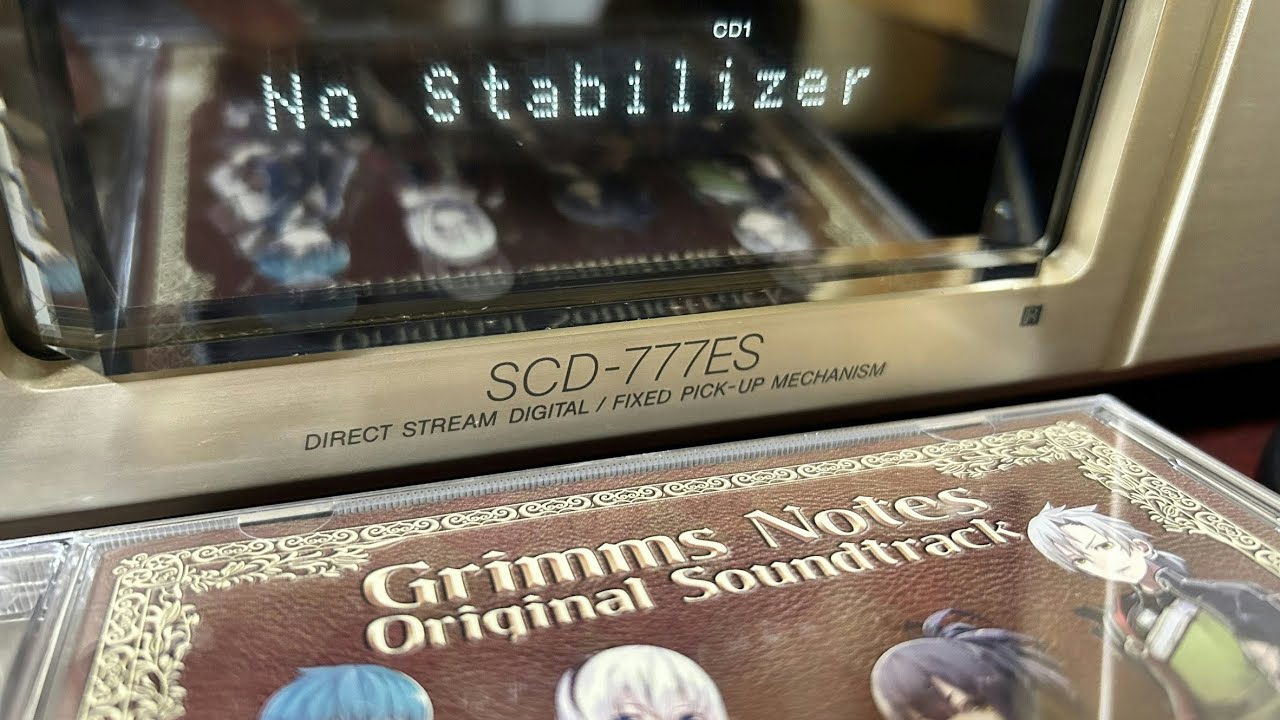 CD1
No Stabilizer
SCD-777ES
DIRECT STREAM DIGITAL / FIXED PICK-UP MECHANISM
Grimms Notes
Original Soundtrack